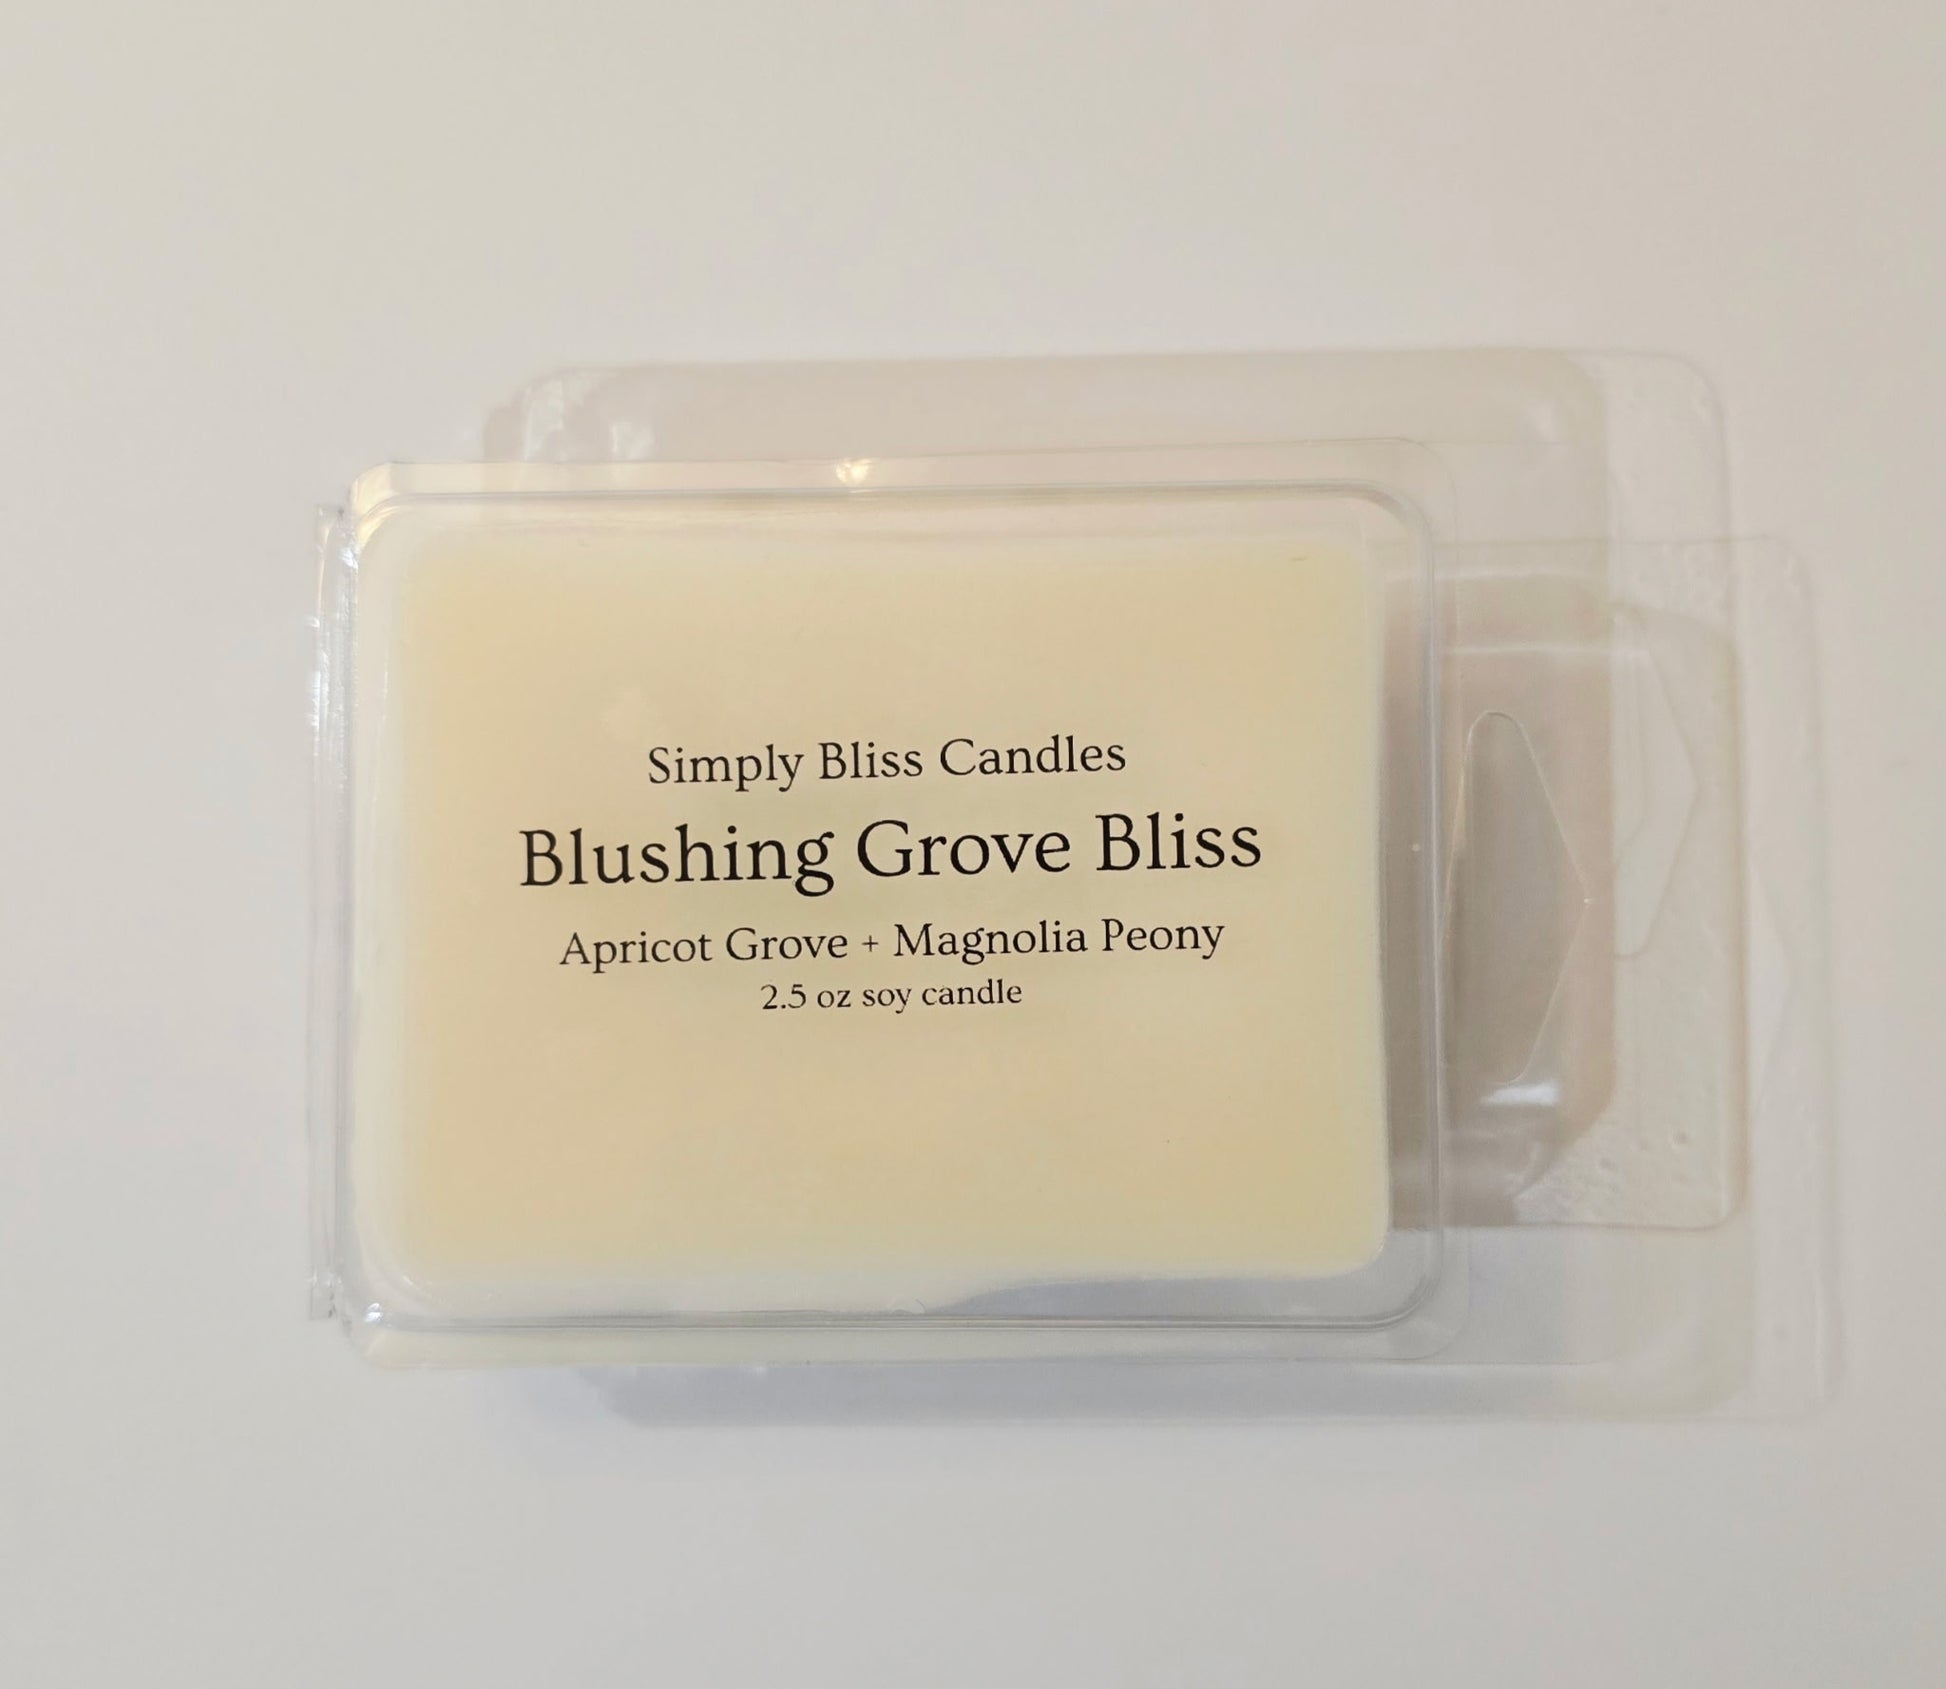 Simply Bliss Candles
Blushing Grove Bliss
Apricot Grove + Magnolia Peony
2.5 oz soy candle